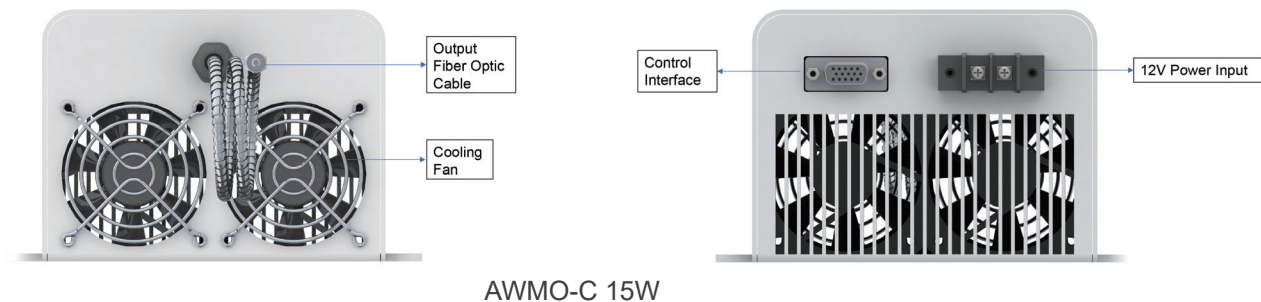 Output
Fiber Optic
Cable
Cooling
Fan
Control
Interface
12V Power Input
AWMO-C 15W